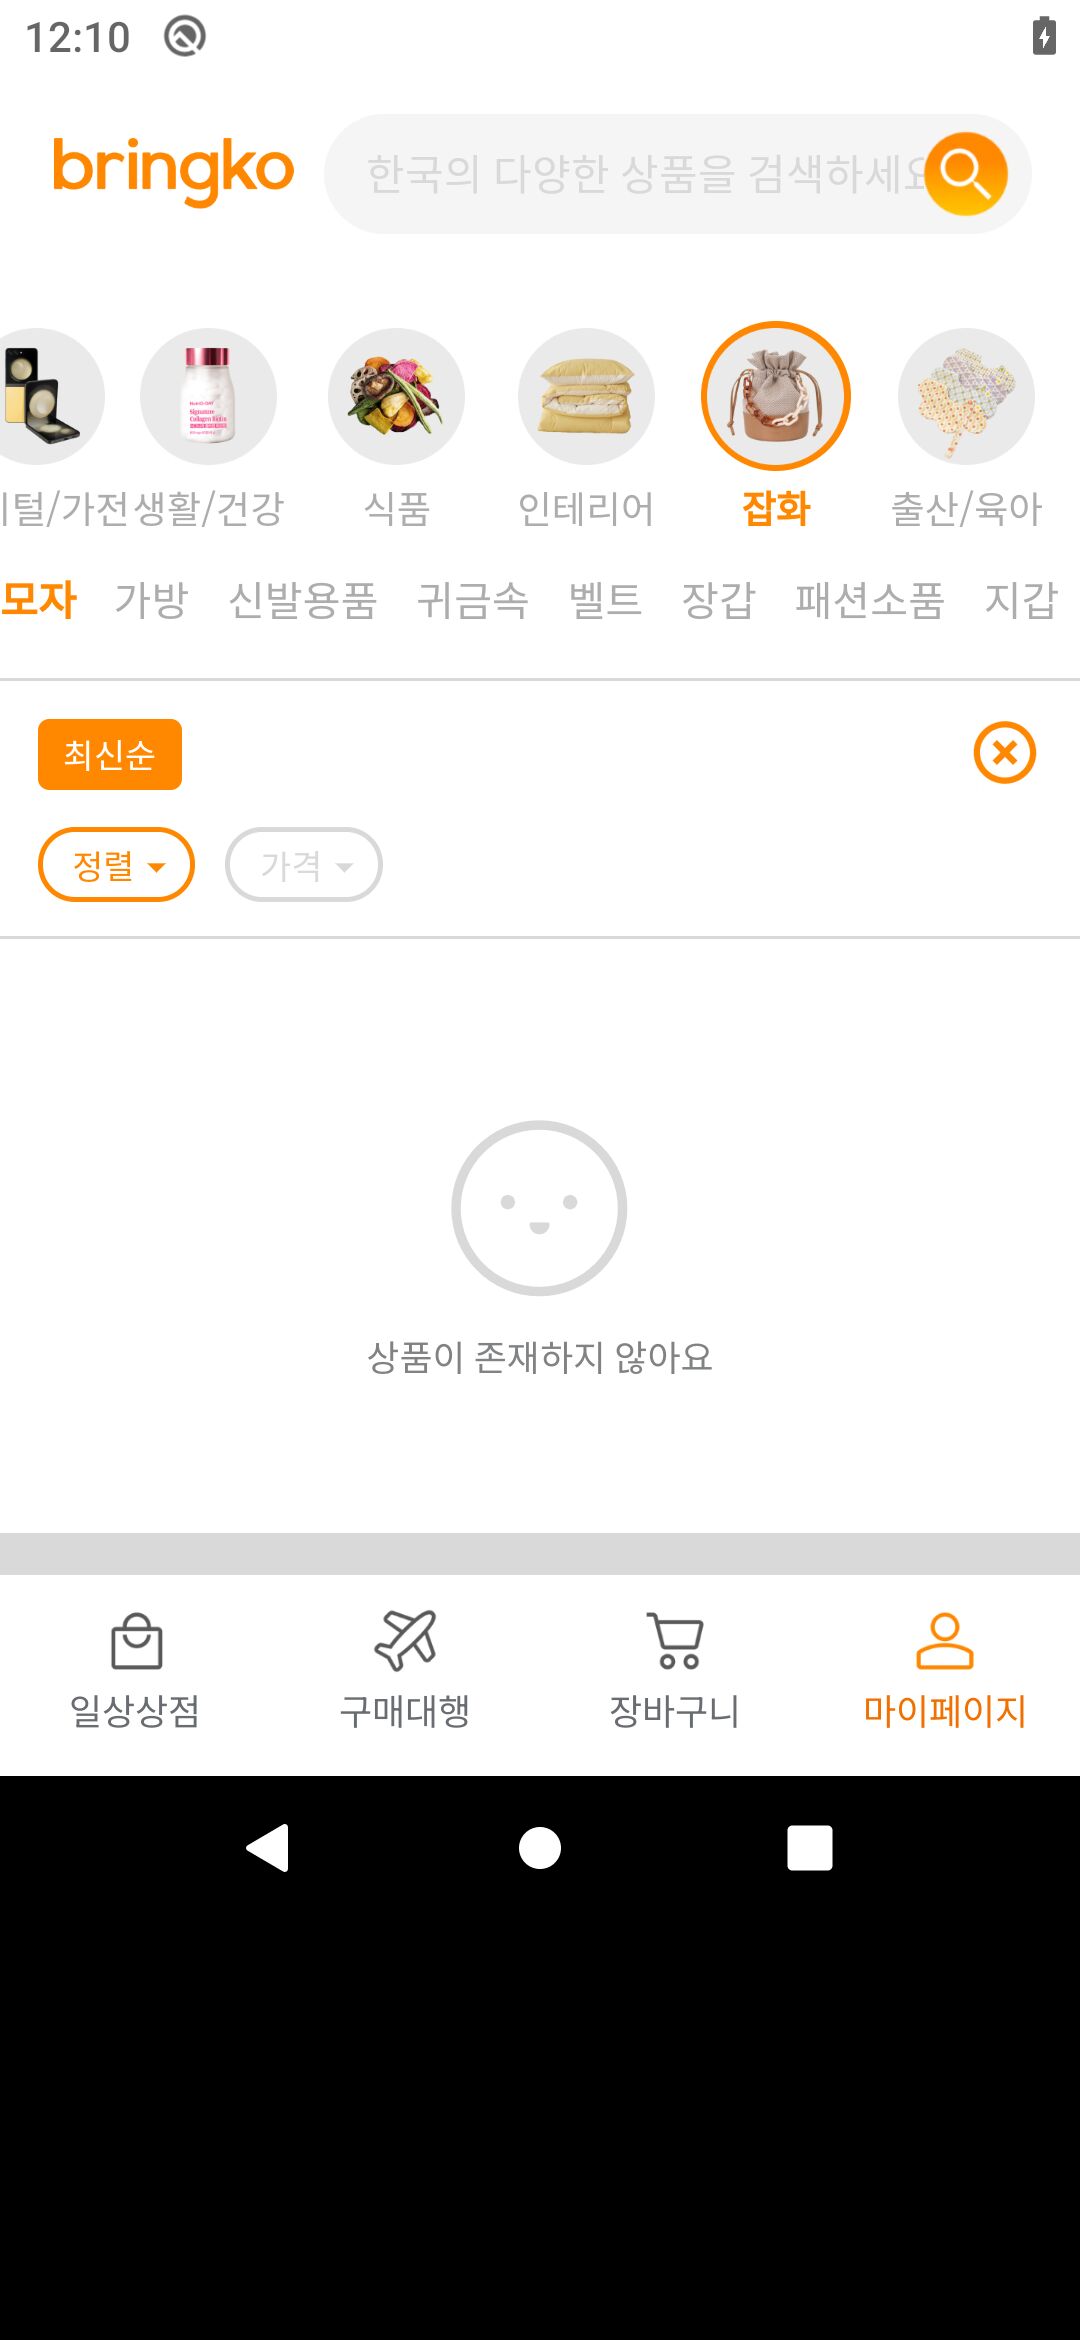 12:10
bringko
한국의 다양한 상품을 검색하세요
털/가전 생활/건강 식품 인테리어 잡화 출산/육아
모자 가방 신발용품 귀금속 벨트 장갑 패션소품 지갑
최신순
정렬 가격
상품이 존재하지 않아요
일상상점 구매대행 장바구니 마이페이지